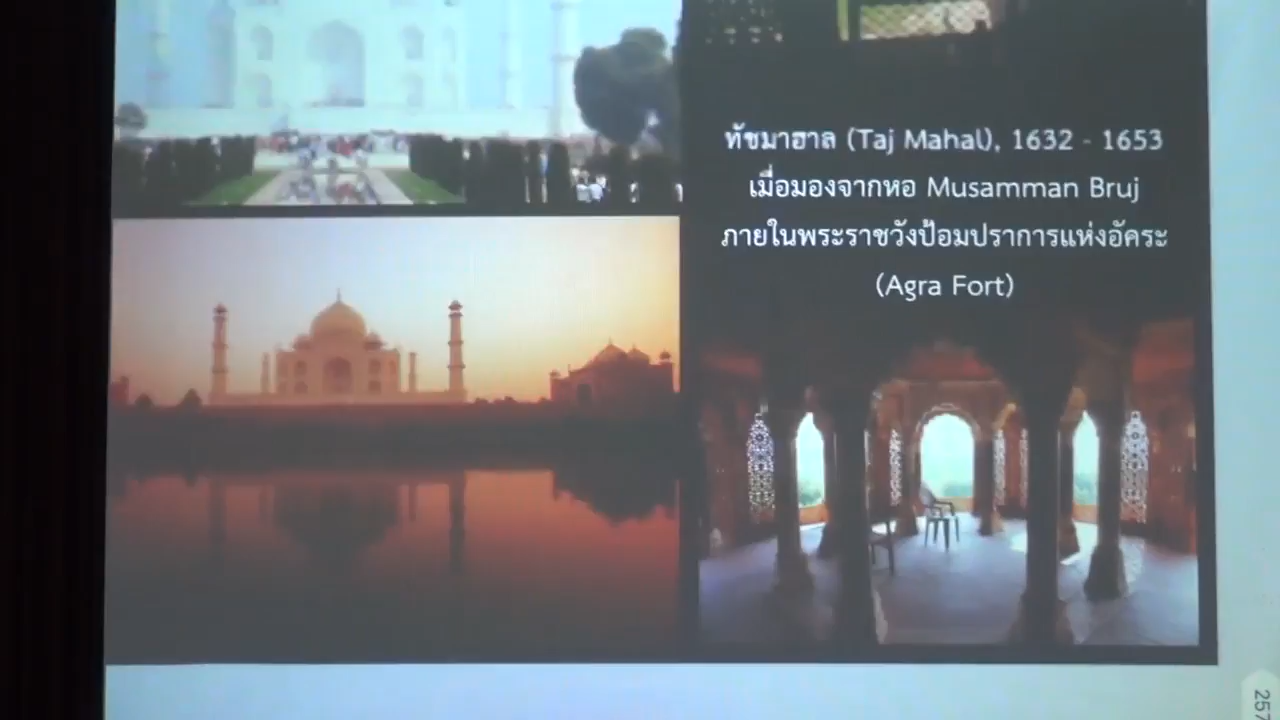 ทัชมาฮาล (Taj Mahal), 1632 - 1653
เมื่อมองจากหอ Musamman Bruj
ภายในพระราชวังป้อมปราการแห่งอัคระ
(Agra Fort)
257